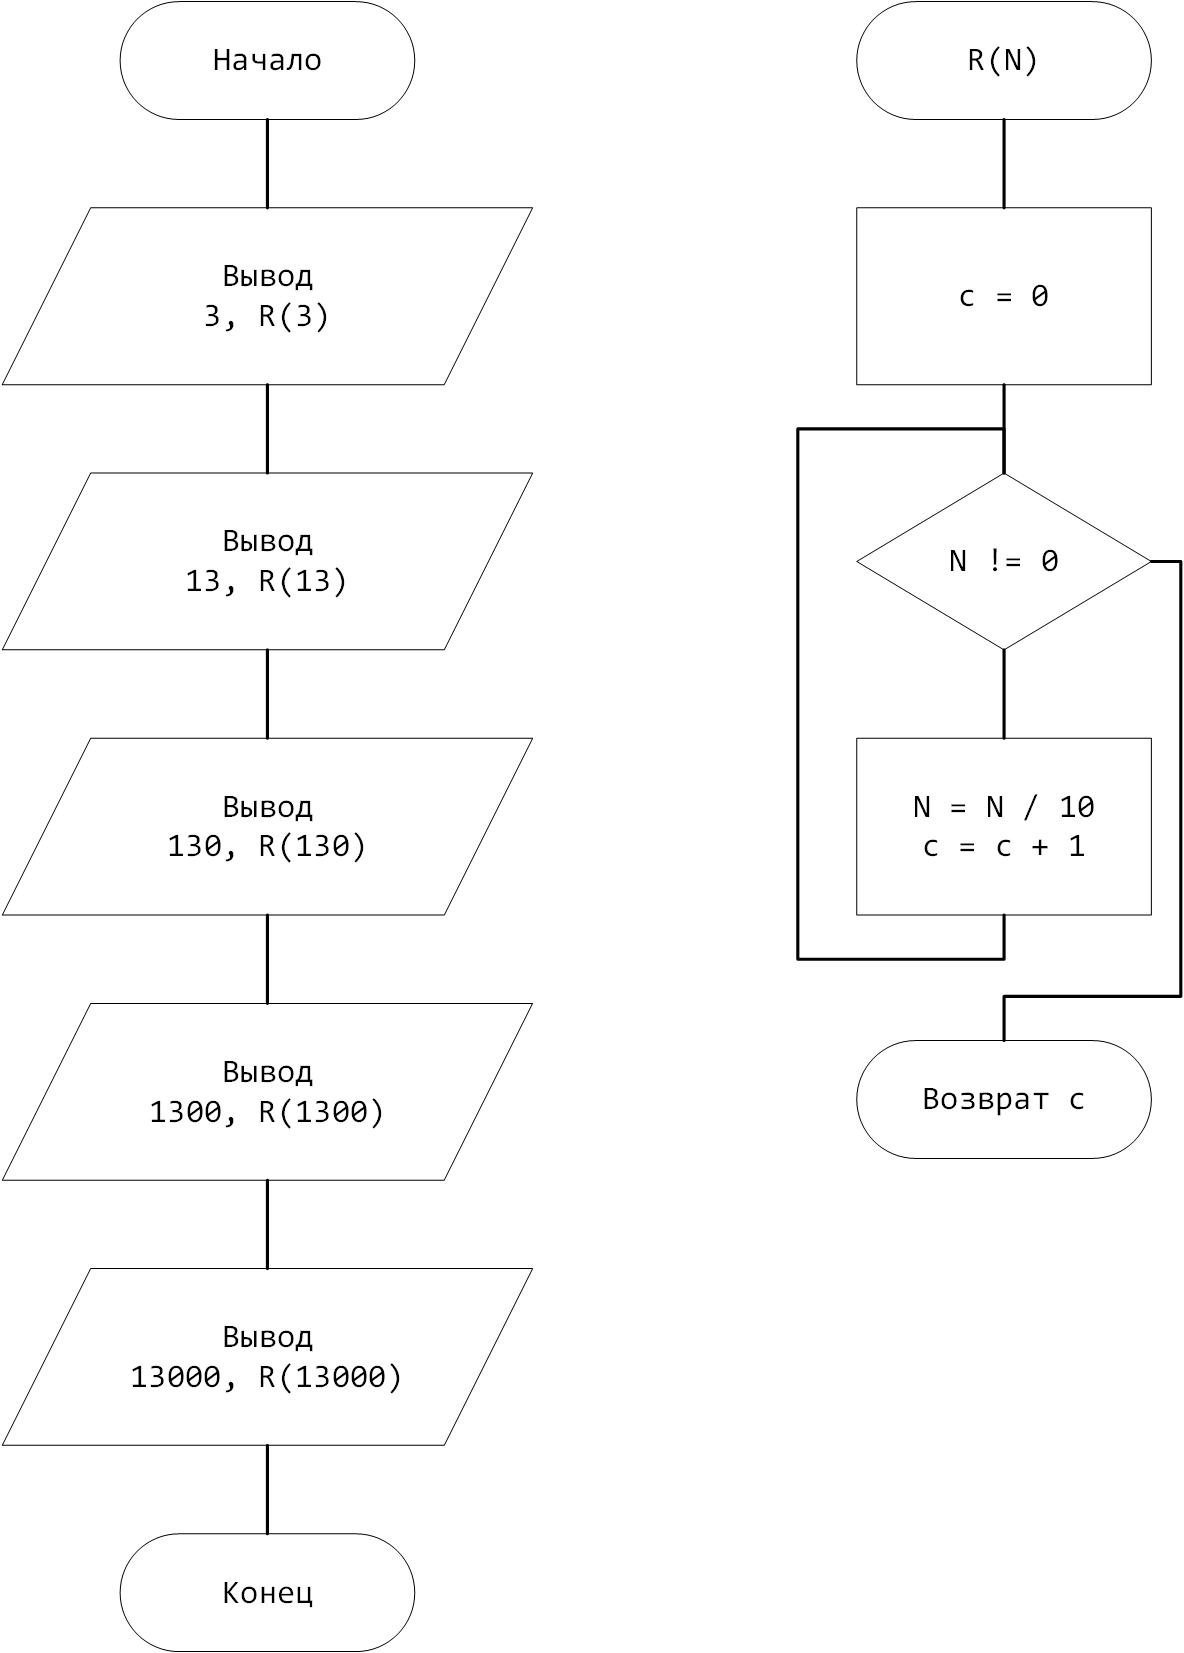 Начало
Вывод
3, R(3)
Вывод
13, R(13)
Вывод
130, R(130)
Вывод
1300, R(1300)
Вывод
13000, R(13000)
Конец
R(N)
c = 0
N != 0
N = N / 10
c = c + 1
Возврат c